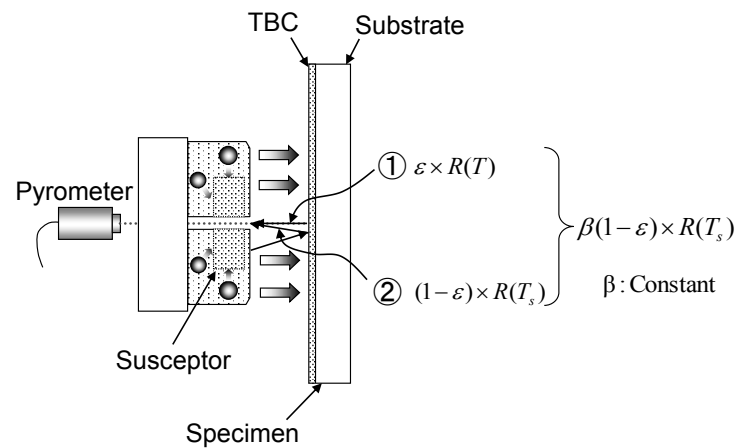 TBC
Substrate
① ε × R(T)
Pyrometer
β(1−ε) × R(Tₛ)
② (1−ε) × R(Tₛ)
β : Constant
Susceptor
Specimen